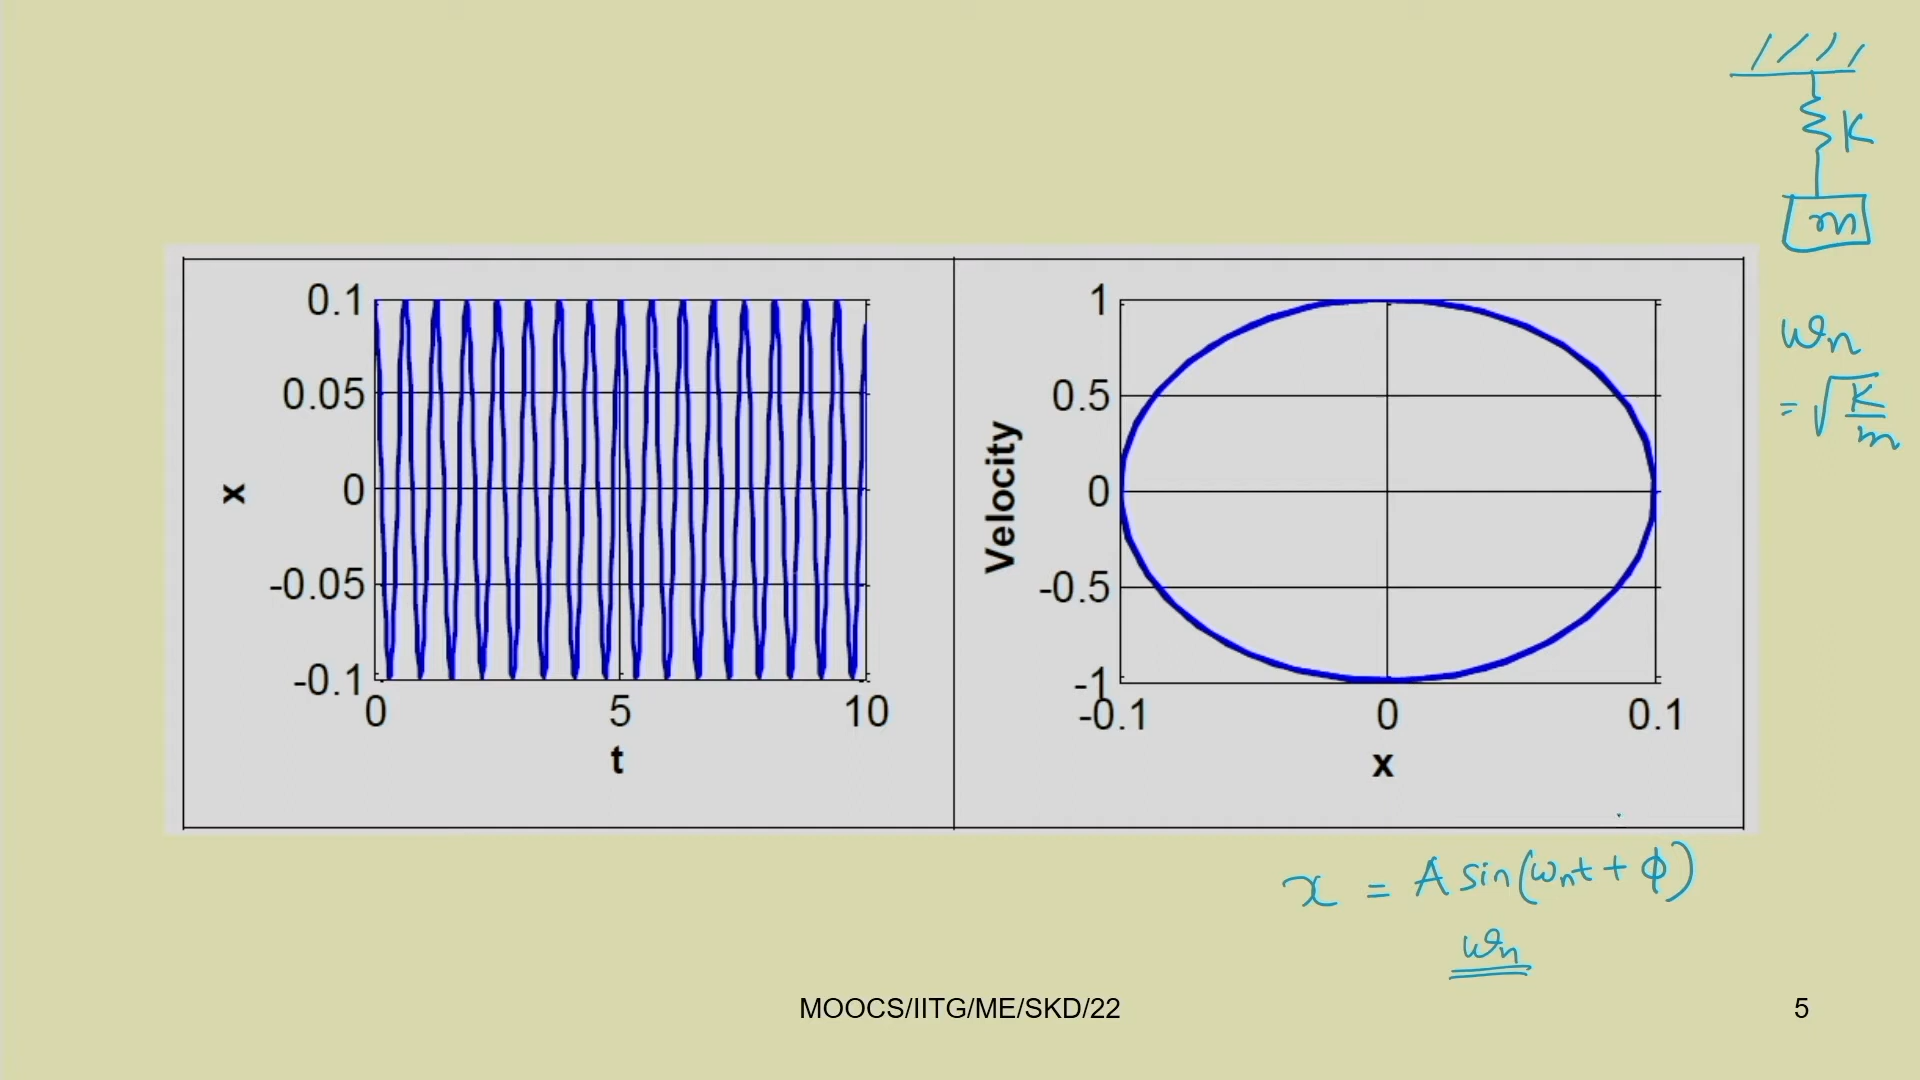 K
m
0.1
0.05
0
-0.05
-0.1
x
0
5
10
t
1
0.5
0
-0.5
-1
Velocity
-0.1
0
0.1
x
ωn
= √K/m
x = A sin(ωnt + φ)
ωn
MOOCS/IITG/ME/SKD/22
5